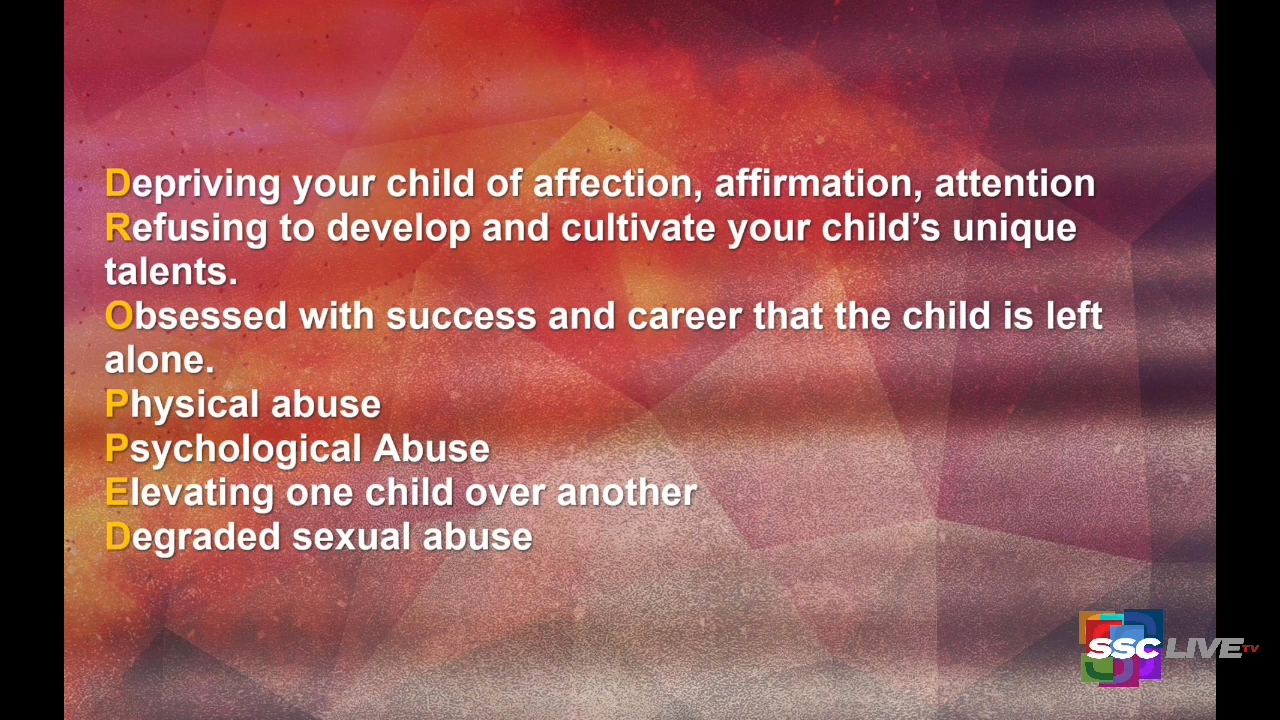 Depriving your child of affection, affirmation, attention
Refusing to develop and cultivate your child’s unique
talents.
Obsessed with success and career that the child is left
alone.
Physical abuse
Psychological Abuse
Elevating one child over another
Degraded sexual abuse
SSC LIVE TV